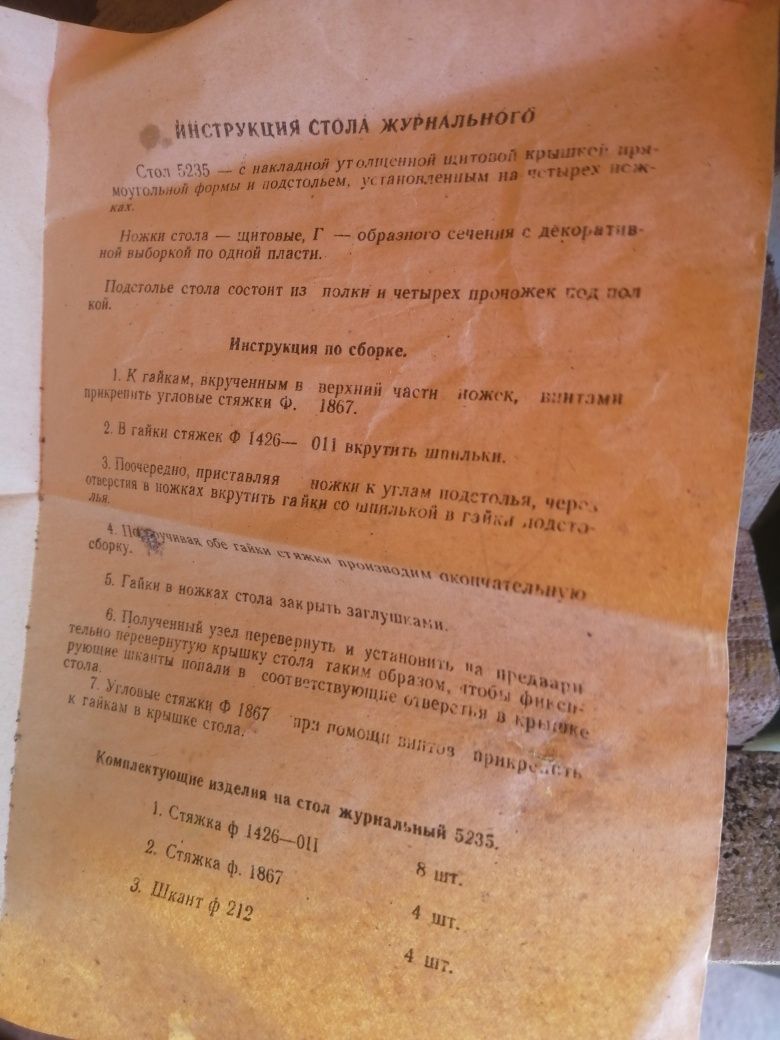 ИНСТРУКЦИЯ СТОЛА ЖУРНАЛЬНОГО
Стол 5235 — с накладной утолщенной щитовой крышкей пря-
моугольной формы и подстольем, установленным на четырех нож-
ках.
Ножки стола — щитовые, Г — образного сечения с декоратив-
ной выборкой по одной пласти.
Подстолье стола состоит из полки и четырех проножек под пол
кой.
Инструкция по сборке.
1. К гайкам, вкрученным в верхний части ножек, винтами
прикрепить угловые стяжки Ф. 1867.
2. В гайки стяжек Ф 1426— 011 вкрутить шпильки.
3. Поочередно, приставляя ножки к углам подстолья, через
отверстия в ножках вкрутить гайки со шпилькой в гайки подсто-
лья.
4. обе гайки стяжки производим окончательную
сборку.
5. Гайки в ножках стола закрыть заглушками.
6. Полученный узел перевернуть и установить на предвари
тельно перевернутую крышку стола таким образом, чтобы фикси-
рующие шканты попали в соответствующие отверстья в крышке
стола.
7. Угловые стяжки Ф 1867 при помощи винтов прикрепить
к гайкам в крышке стола.
Комплектующие изделия на стол журнальный 5235.
1. Стяжка ф 1426—011 8 шт.
2. Стяжка ф. 1867 4 шт.
3. Шкант ф 212 4 шт.